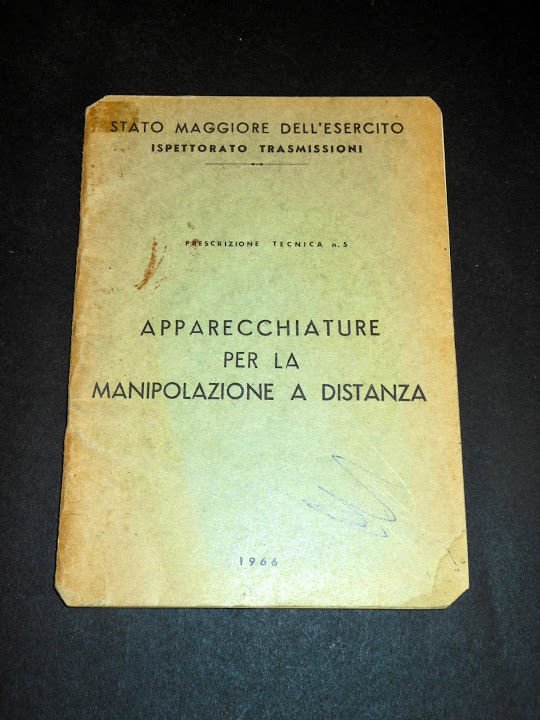 STATO MAGGIORE DELL'ESERCITO
ISPETTORATO TRASMISSIONI
PRESCRIZIONE TECNICA n. 5
APPARECCHIATURE
PER LA
MANIPOLAZIONE A DISTANZA
1966